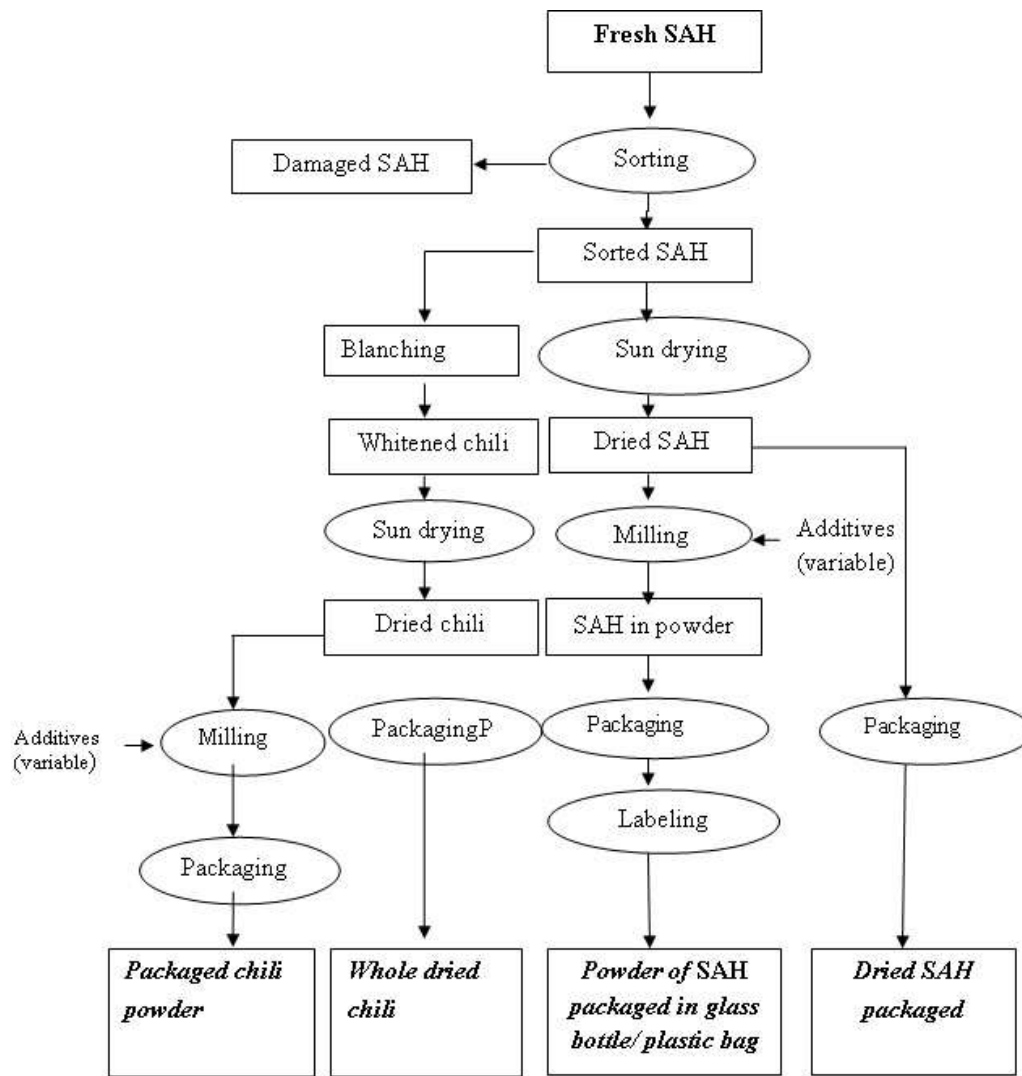 Fresh SAH
Sorting
Damaged SAH
Sorted SAH
Blanching
Sun drying
Whitened chili
Dried SAH
Sun drying
Milling
Additives
(variable)
Dried chili
SAH in powder
Additives
(variable)
Milling
PackagingP
Packaging
Packaging
Labeling
Packaging
Packaged chili
powder
Whole dried
chili
Powder of SAH
packaged in glass
bottle/ plastic bag
Dried SAH
packaged